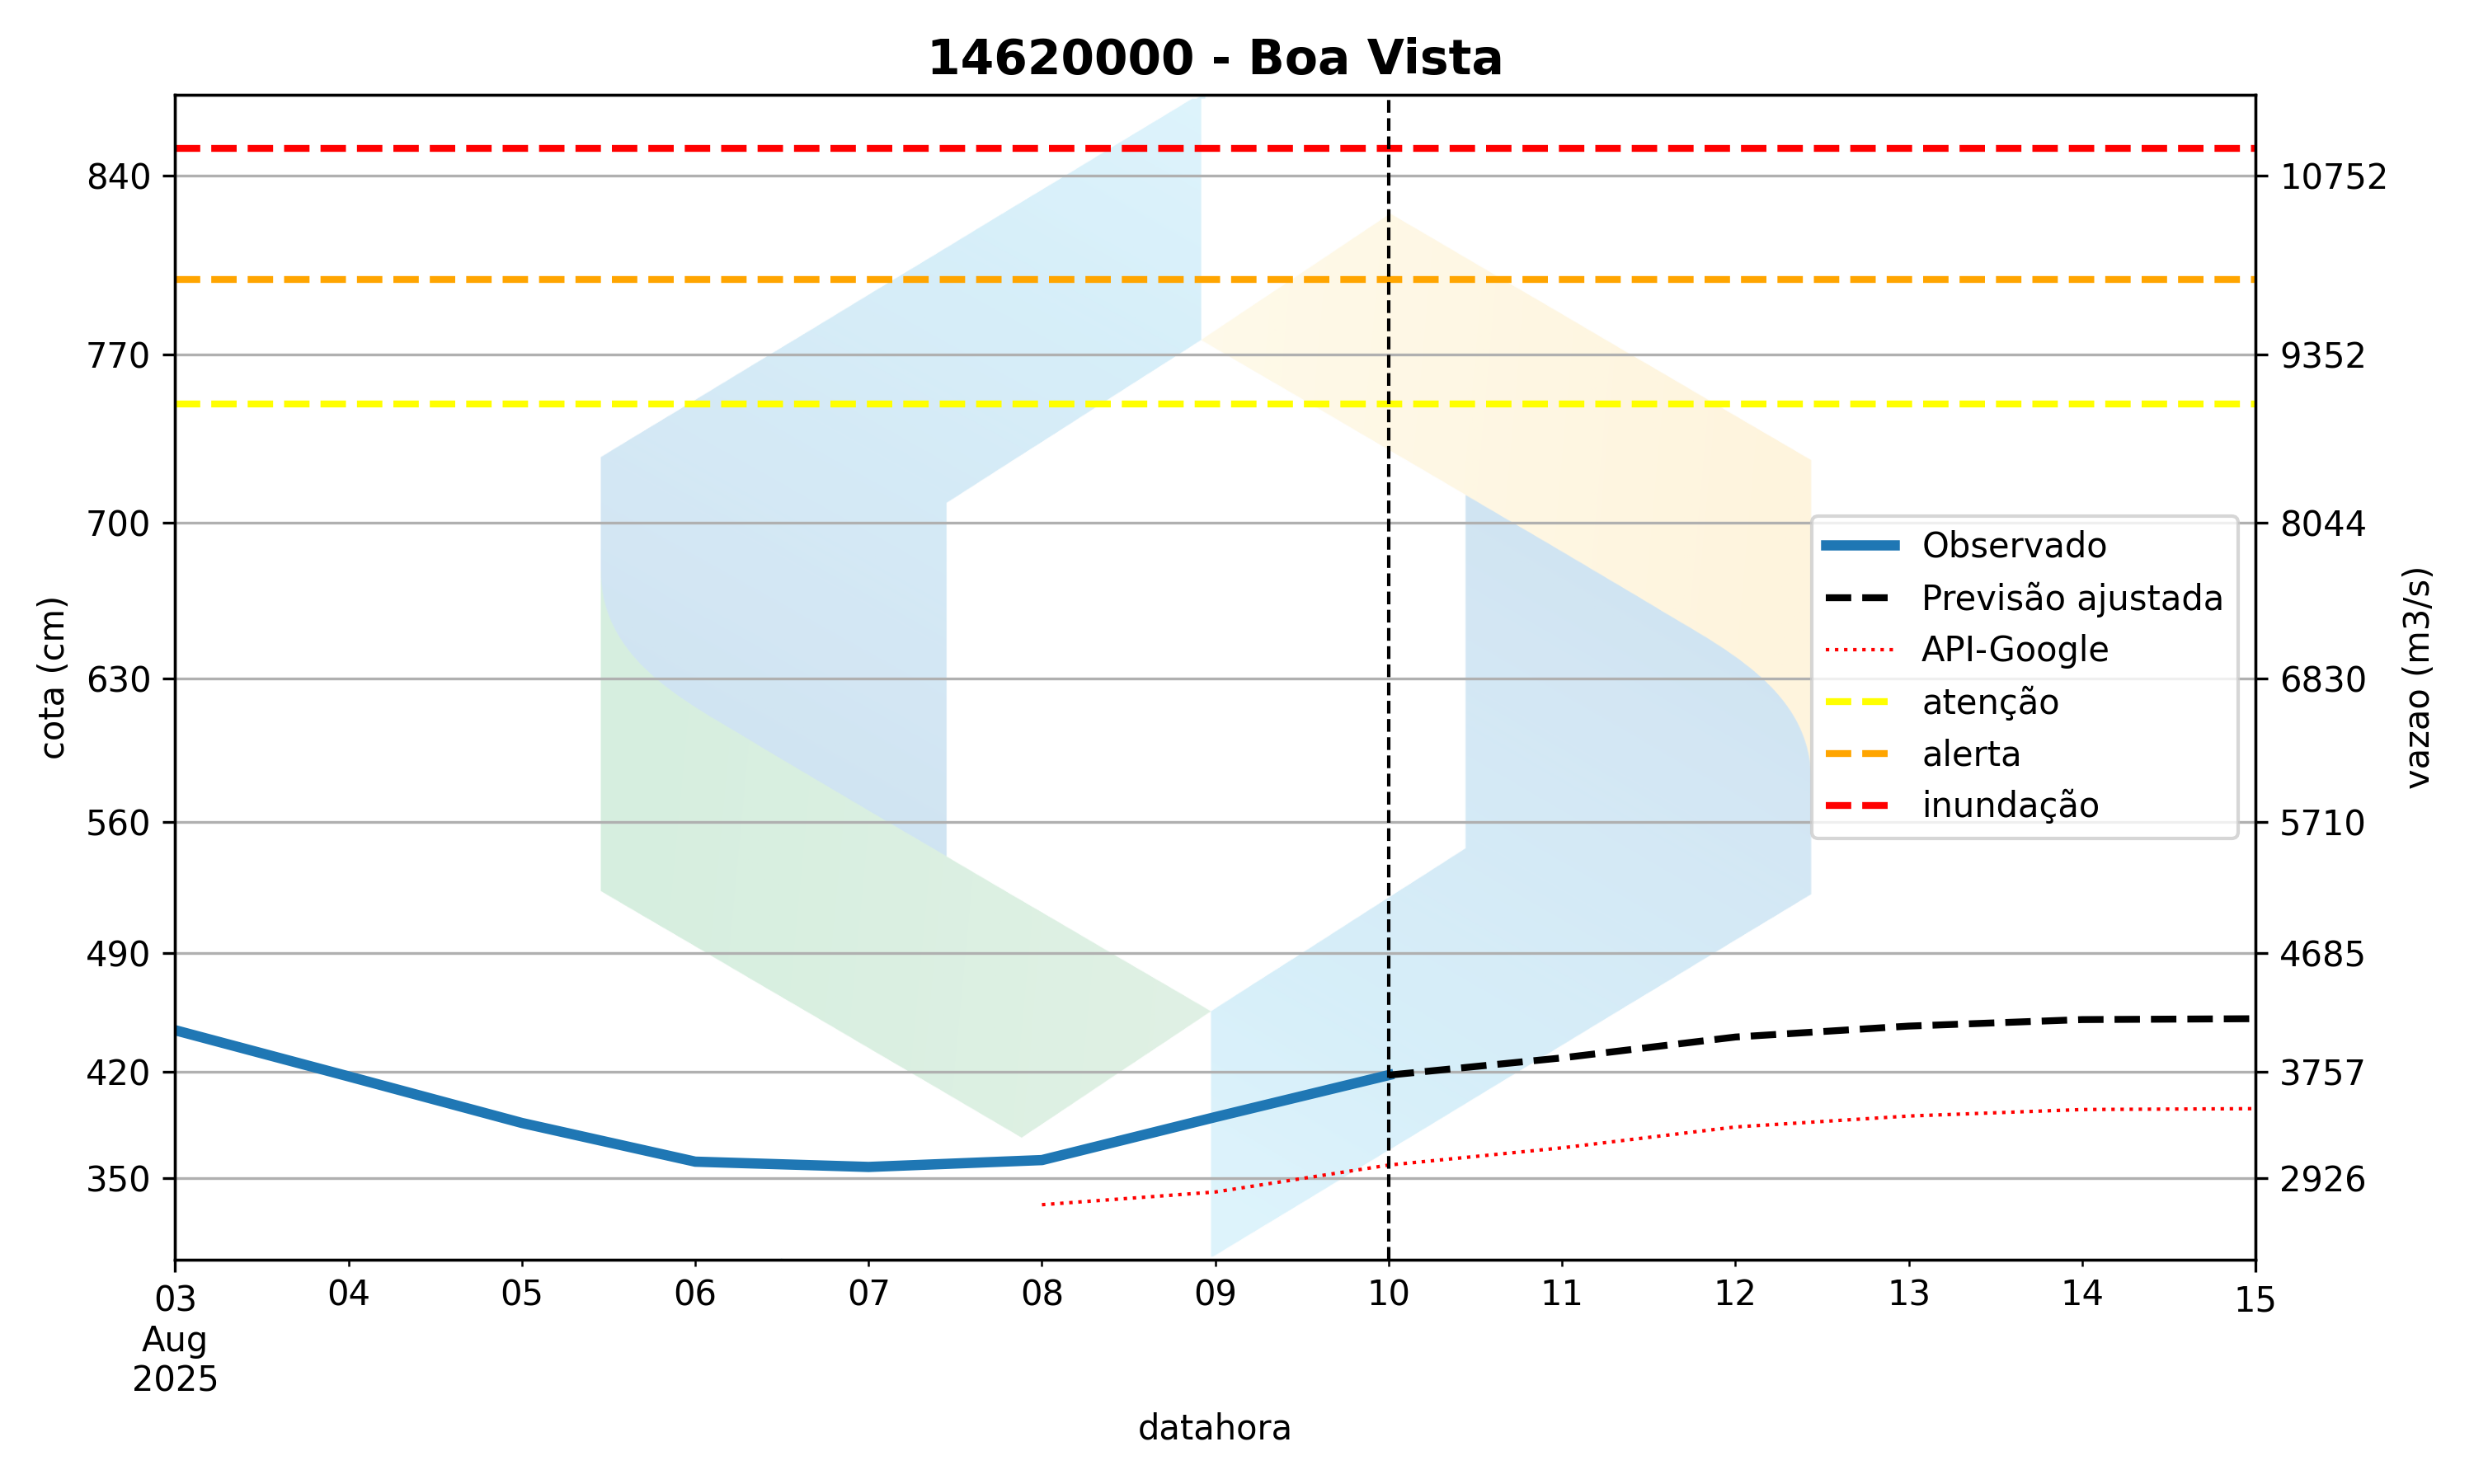 14620000 - Boa Vista
840
770
700
630
560
490
420
350
cota (cm)
10752
9352
8044
6830
5710
4685
3757
2926
vazao (m3/s)
Observado
Previsão ajustada
API-Google
atenção
alerta
inundação
03
Aug
2025
04
05
06
07
08
09
10
11
12
13
14
15
datahora